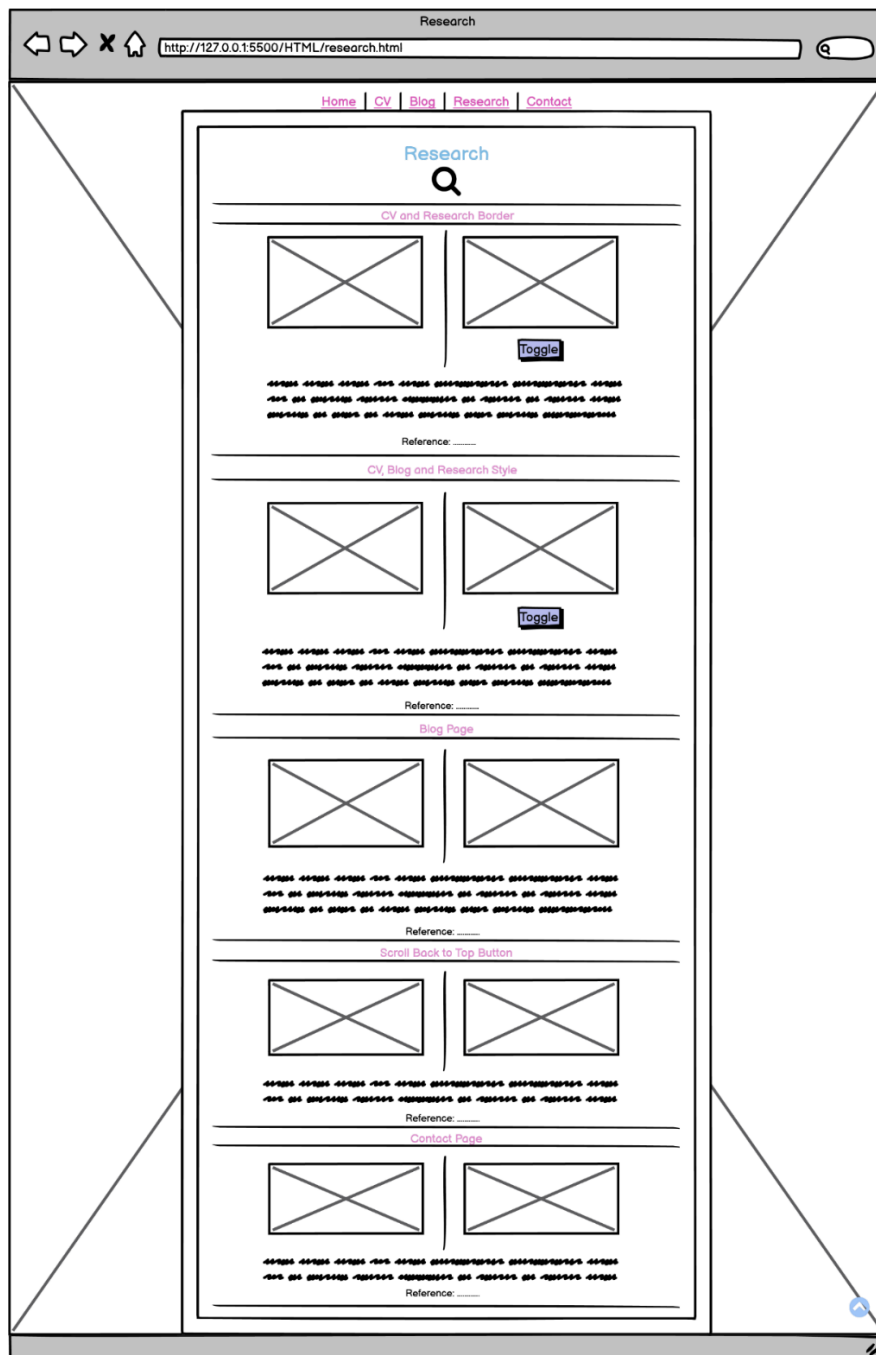 Research
http://127.0.0.1:5500/HTML/research.html
Home CV Blog Research Contact
Research
CV and Research Border
Toggle
Reference: ............
CV, Blog and Research Style
Toggle
Reference: ............
Blog Page
Reference: ............
Scroll Back to Top Button
Reference: ............
Contact Page
Reference: ............